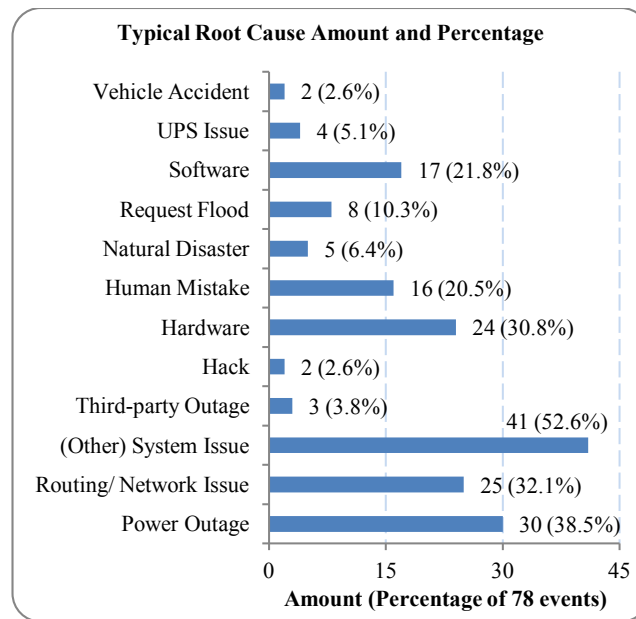 Typical Root Cause Amount and Percentage
Vehicle Accident 2 (2.6%)
UPS Issue 4 (5.1%)
Software 17 (21.8%)
Request Flood 8 (10.3%)
Natural Disaster 5 (6.4%)
Human Mistake 16 (20.5%)
Hardware 24 (30.8%)
Hack 2 (2.6%)
Third-party Outage 3 (3.8%)
(Other) System Issue 41 (52.6%)
Routing/ Network Issue 25 (32.1%)
Power Outage 30 (38.5%)
0 15 30 45
Amount (Percentage of 78 events)